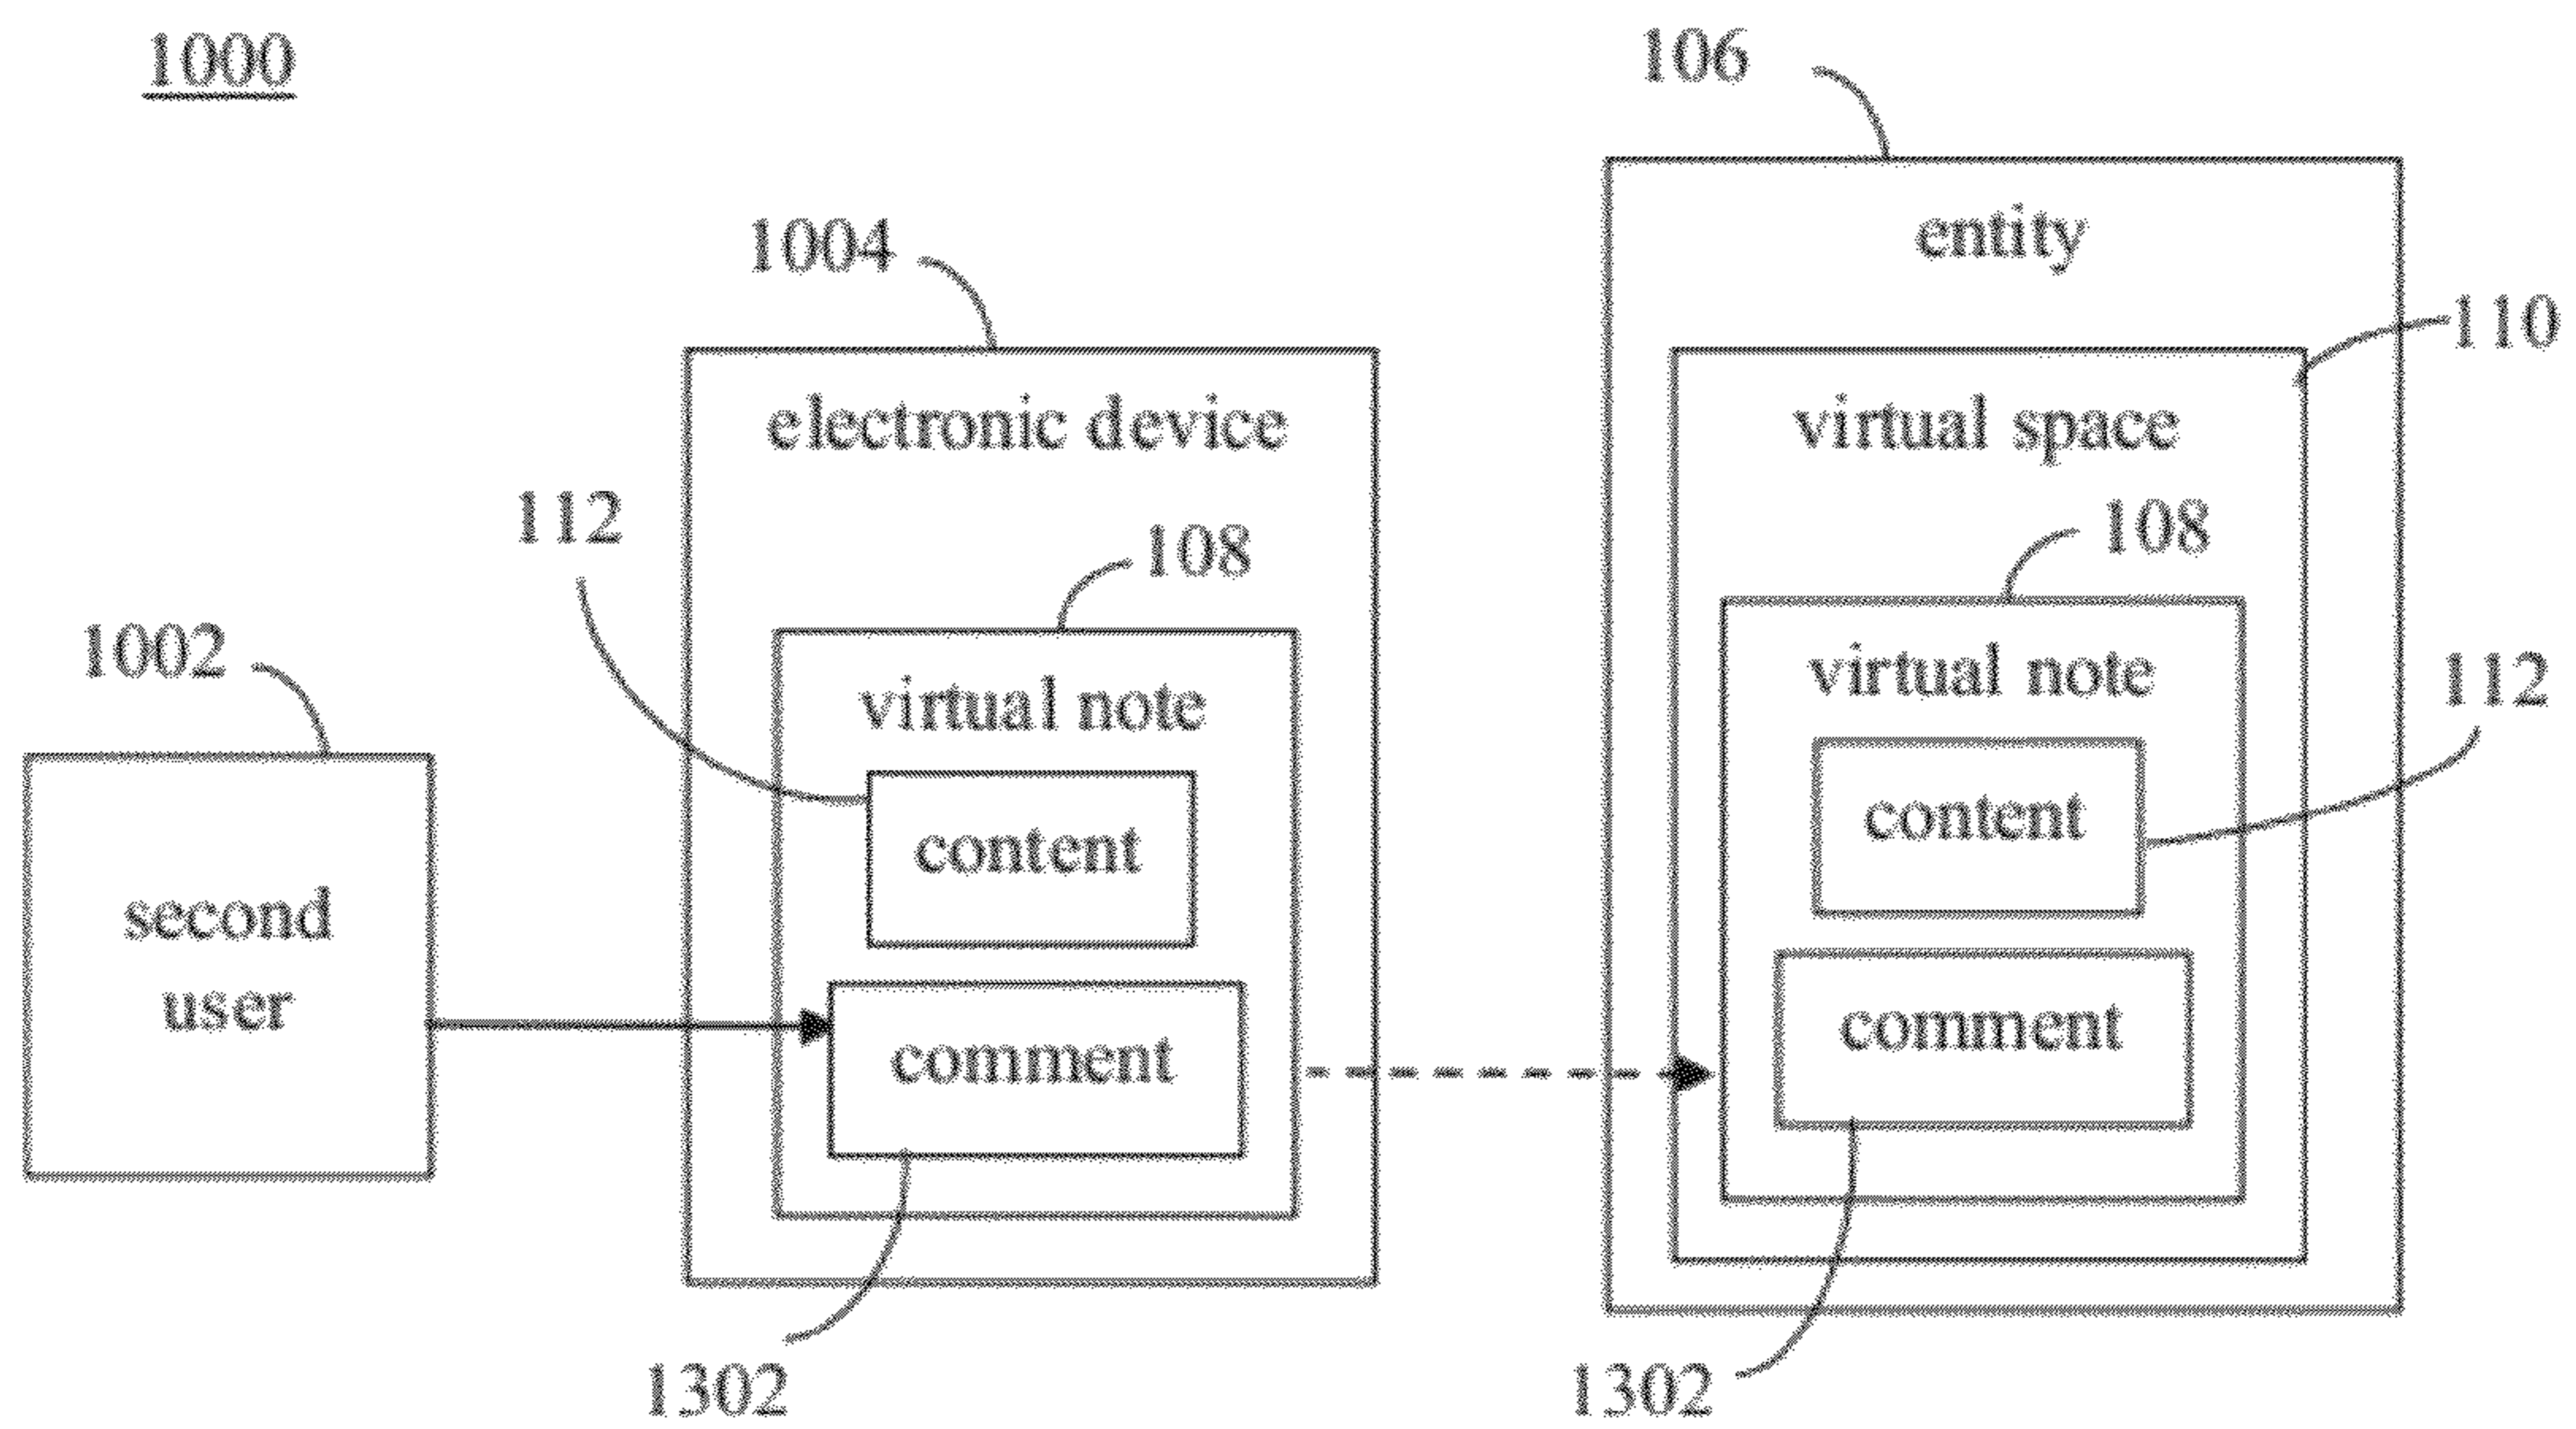 1000
106
1004
entity
110
electronic device
virtual space
112
108
108
1002
virtual note
virtual note
112
content
content
second
user
comment
comment
1302
1302